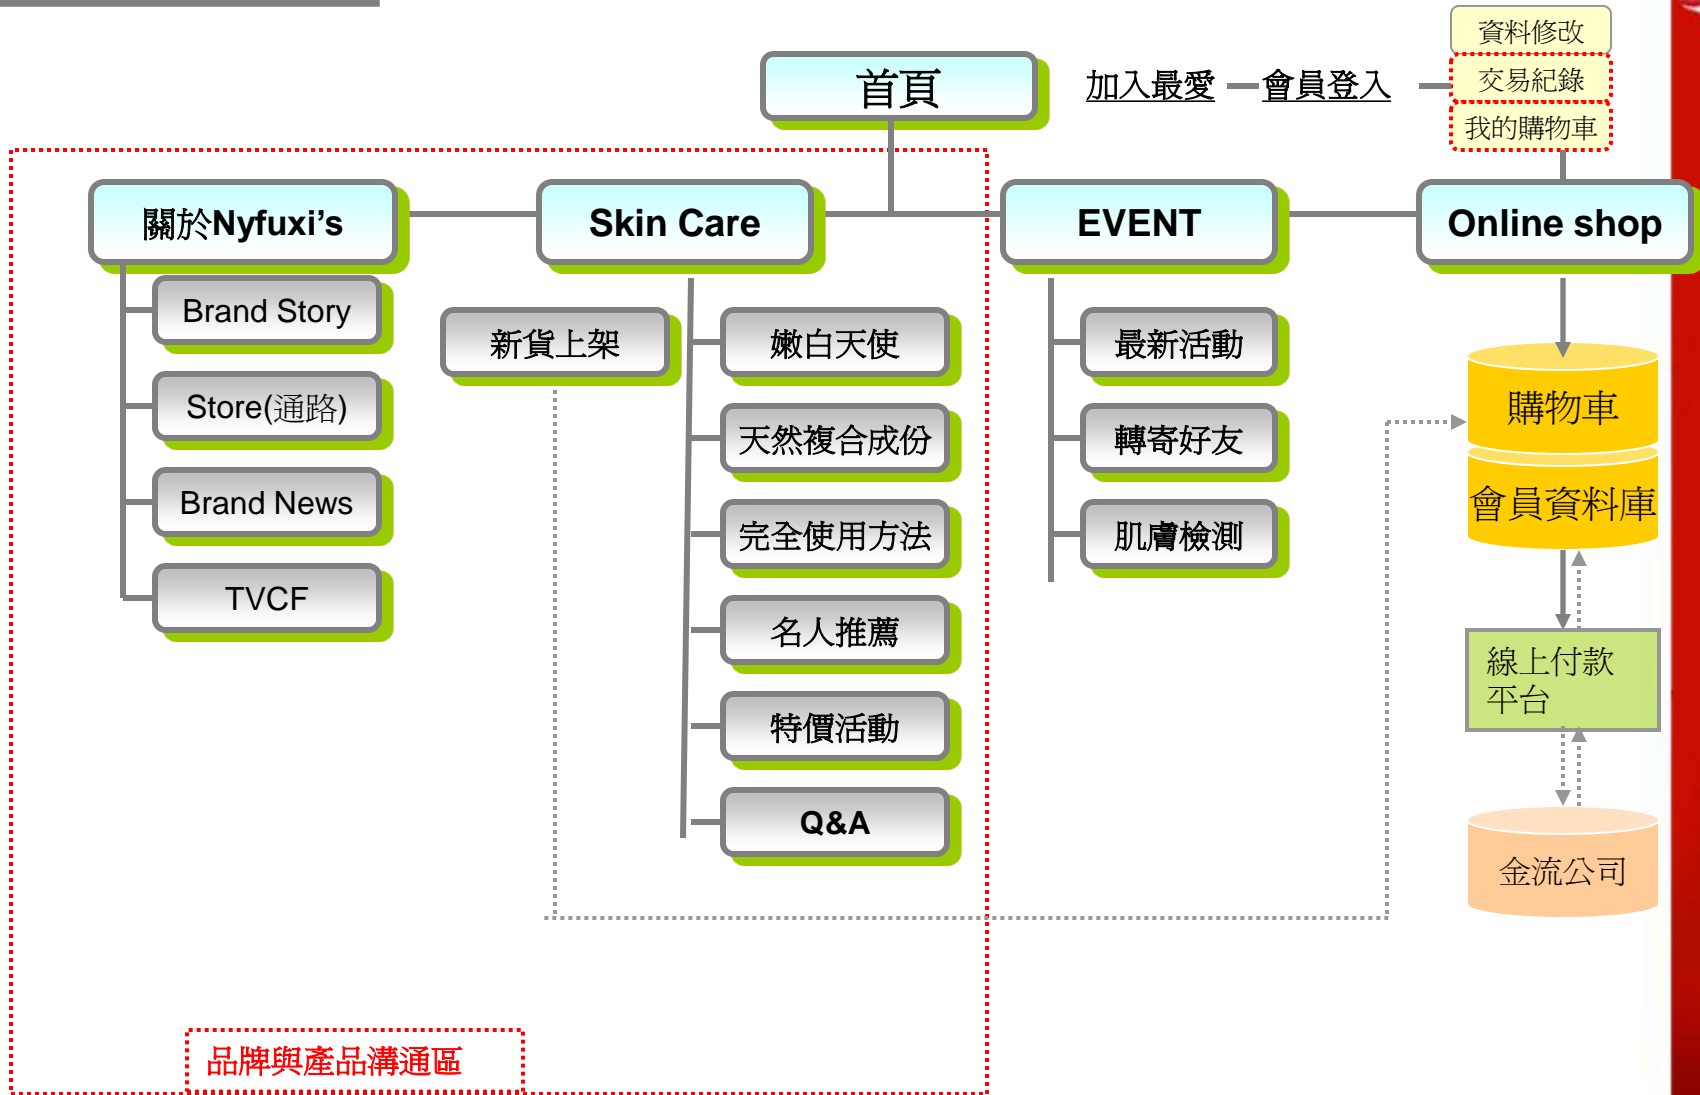 資料修改
首頁
加入最愛
會員登入
交易紀錄
我的購物車
關於Nyfuxi’s
Skin Care
EVENT
Online shop
Brand Story
Store(通路)
Brand News
TVCF
新貨上架
嫩白天使
天然複合成份
完全使用方法
名人推薦
特價活動
Q&A
最新活動
轉寄好友
肌膚檢測
購物車
會員資料庫
線上付款
平台
金流公司
品牌與產品溝通區